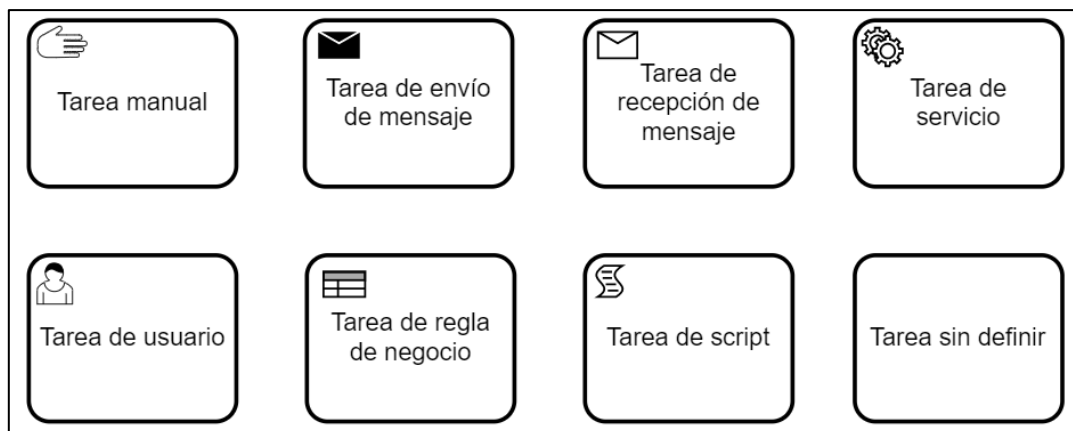 Tarea manual
Tarea de envío
de mensaje
Tarea de
recepción de
mensaje
Tarea de
servicio
Tarea de usuario
Tarea de regla
de negocio
Tarea de script
Tarea sin definir